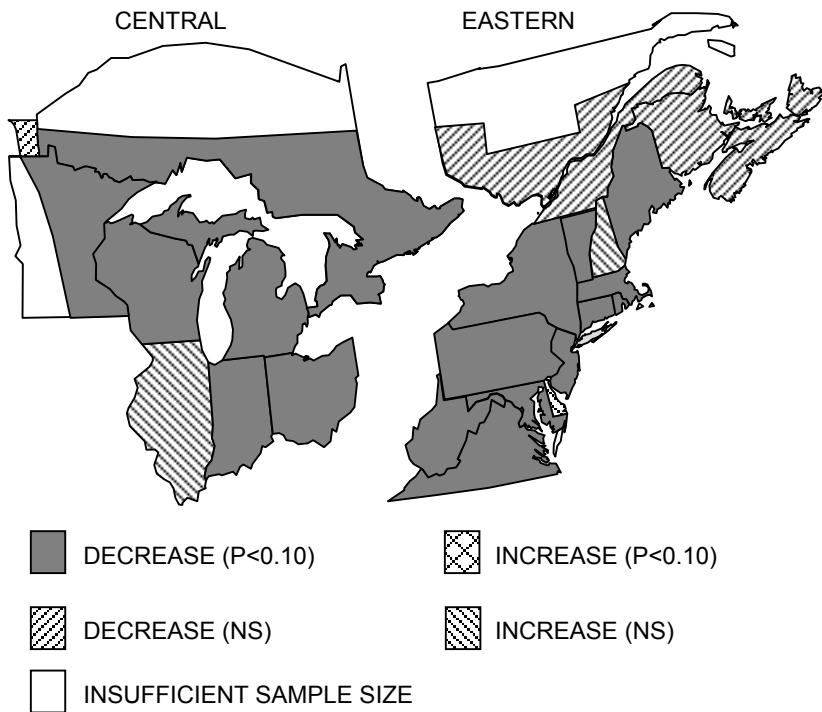 CENTRAL
EASTERN
DECREASE (P<0.10)
INCREASE (P<0.10)
DECREASE (NS)
INCREASE (NS)
INSUFFICIENT SAMPLE SIZE